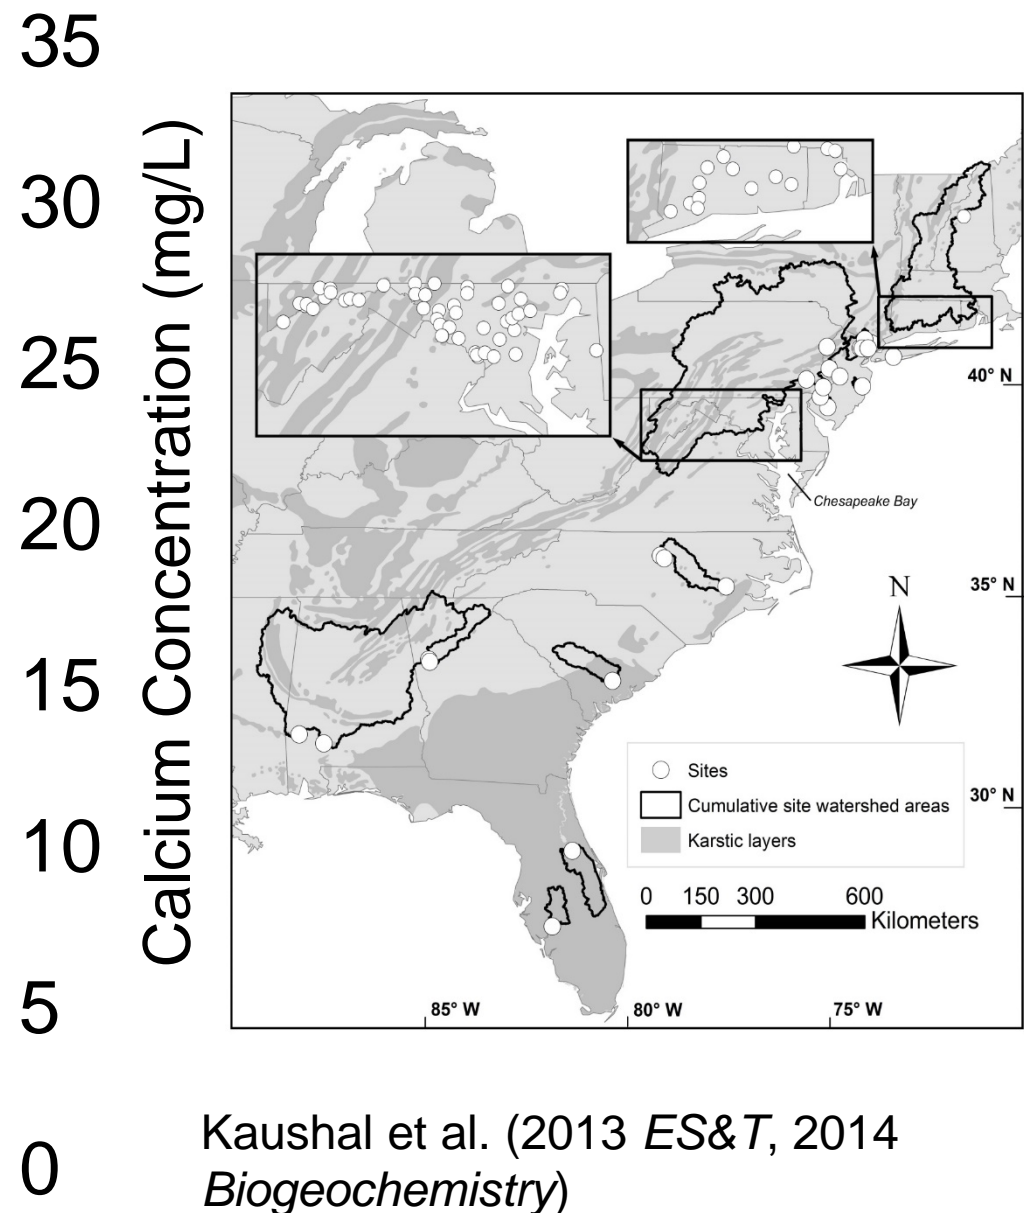 35
30
25
20
15
10
5
0
Calcium Concentration (mg/L)
40° N
Chesapeake Bay
35° N
N
Sites
Cumulative site watershed areas
Karstic layers
30° N
0 150 300 600
Kilometers
85° W 80° W 75° W
Kaushal et al. (2013 ES&T, 2014
Biogeochemistry)